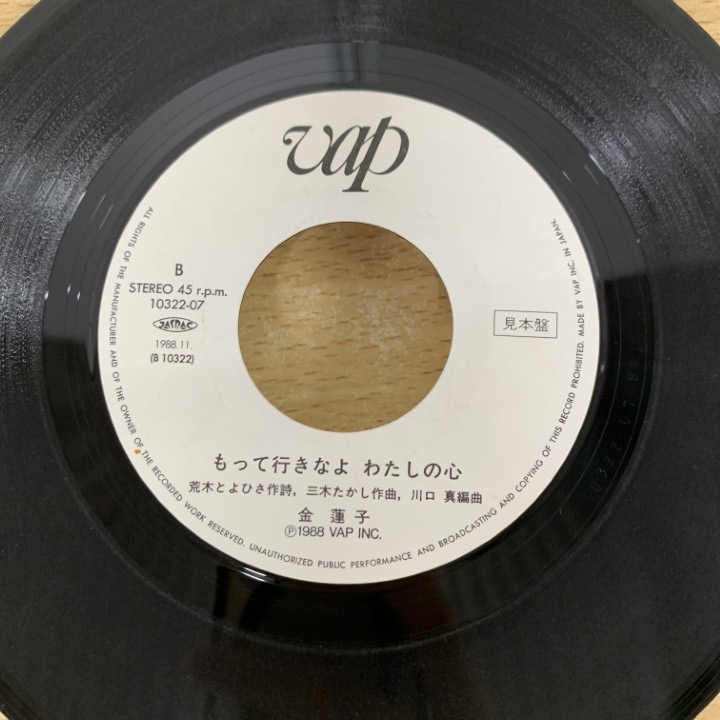 vap
B
STEREO 45 r.p.m.
10322-07
JASRAC
1988.11.
(B 10322)
見本盤
もって行きなよ わたしの心
荒木とよひさ作詩, 三木たかし作曲, 川口 真編曲
金 蓮 子
Ⓟ1988 VAP INC.
ALL RIGHTS OF THE MANUFACTURER AND OF THE OWNER OF THE RECORDED WORK RESERVED. UNAUTHORIZED PUBLIC PERFORMANCE AND BROADCASTING AND COPYING OF THIS RECORD PROHIBITED. MADE BY VAP INC. IN JAPAN.